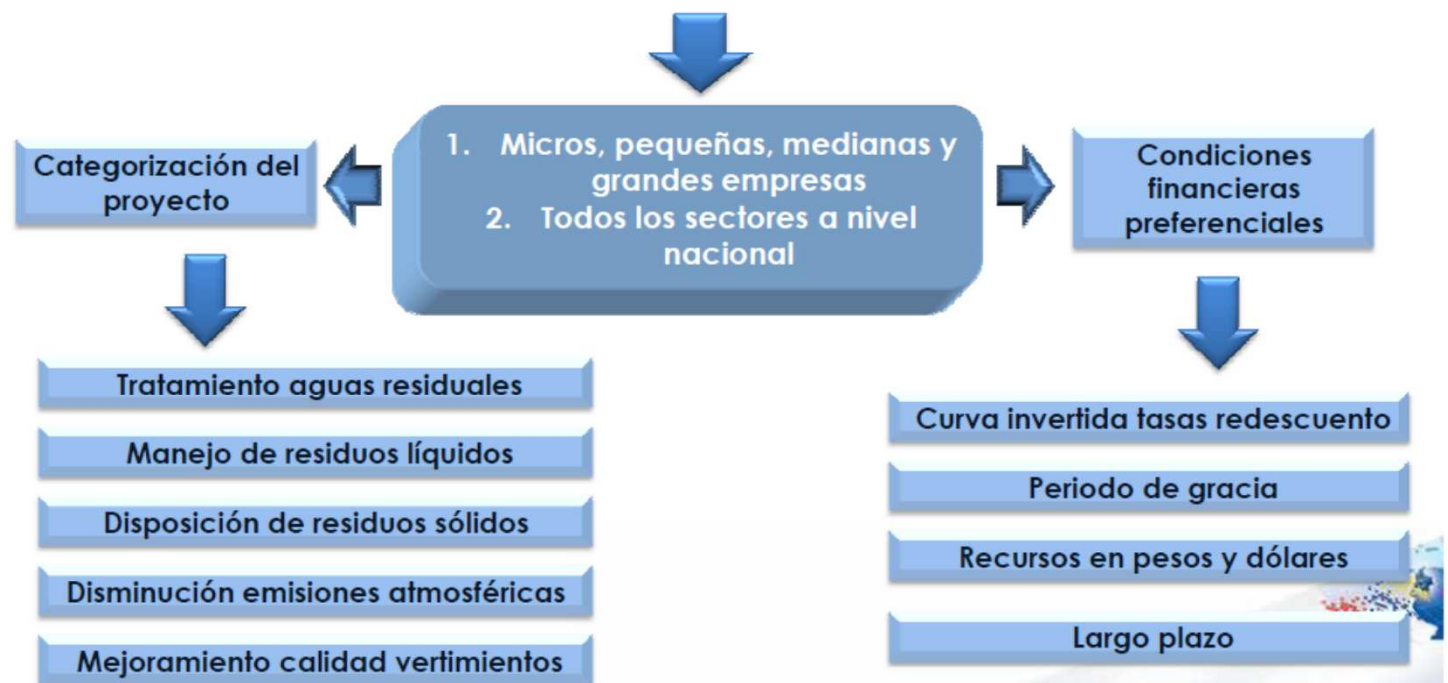 Categorización del
proyecto
1. Micros, pequeñas, medianas y
grandes empresas
2. Todos los sectores a nivel
nacional
Condiciones
financieras
preferenciales
Tratamiento aguas residuales
Manejo de residuos líquidos
Disposición de residuos sólidos
Disminución emisiones atmosféricas
Mejoramiento calidad vertimientos
Curva invertida tasas redescuento
Periodo de gracia
Recursos en pesos y dólares
Largo plazo